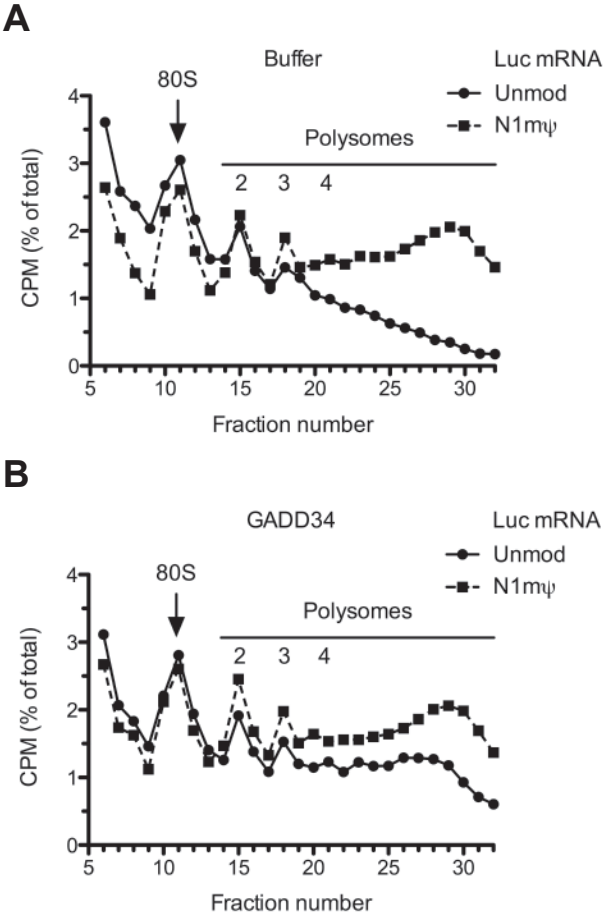 A
Buffer
Luc mRNA
80S
Unmod
N1mψ
Polysomes
2 3 4
CPM (% of total)
4
3
2
1
0
5 10 15 20 25 30
Fraction number
B
GADD34
Luc mRNA
80S
Unmod
N1mψ
Polysomes
2 3 4
CPM (% of total)
4
3
2
1
0
5 10 15 20 25 30
Fraction number